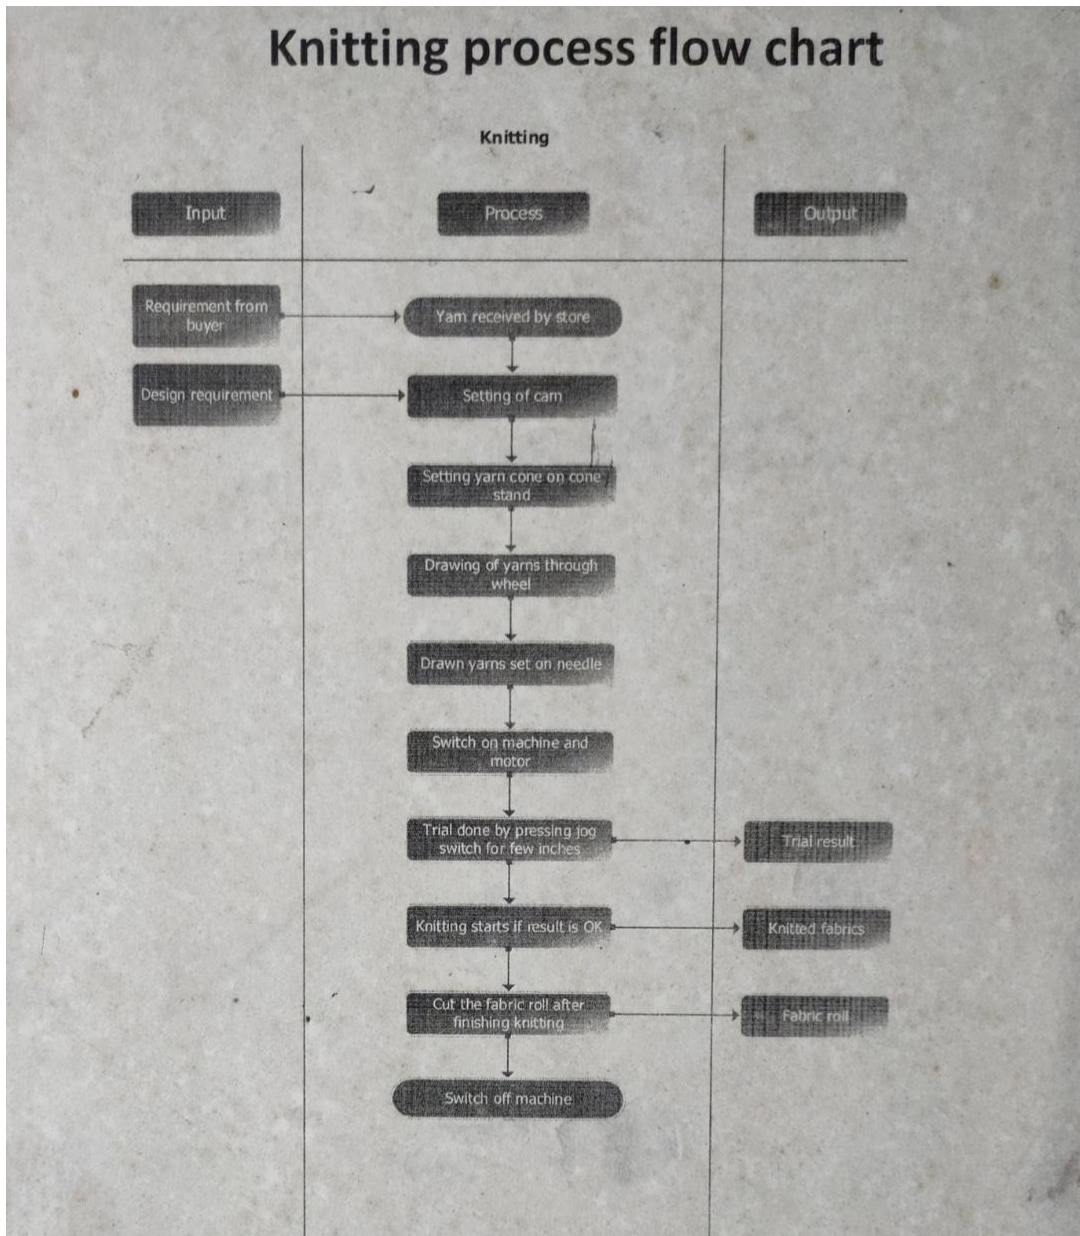 Knitting process flow chart
Knitting
Input
Process
Output
Requirement from
buyer
Yarn received by store
Design requirement
Setting of cam
Setting yarn cone on cone
stand
Drawing of yarns through
wheel
Drawn yarns set on needle
Switch on machine and
motor
Trial done by pressing jog
switch for few inches
Trial result
Knitting starts if result is OK
Knitted fabrics
Cut the fabric roll after
finishing knitting
Fabric roll
Switch off machine